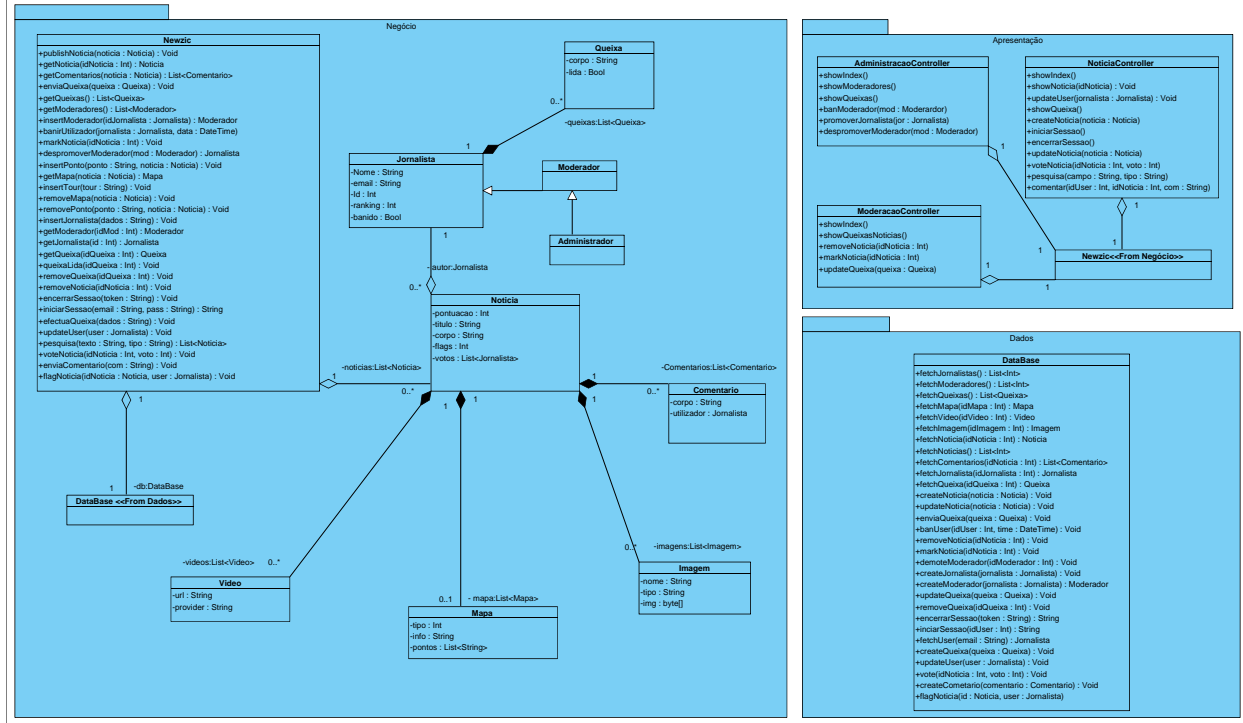 Negócio
Newzic
+publishNoticia(noticia : Noticia) : Void
+getNoticia(idNoticia : Int) : Noticia
+getComentarios(noticia : Noticia) : List<Comentario>
+enviaQueixa(queixa : Queixa) : Void
+getQueixas() : List<Queixa>
+getModeradores() : List<Moderador>
+insertModerador(idJornalista : Jornalista) : Moderador
+banirUtilizador(jornalista : Jornalista, data : DateTime)
+markNoticia(idNoticia : Int) : Void
+despromoverModerador(mod : Moderador) : Jornalista
+insertPonto(ponto : String, noticia : Noticia) : Void
+getMapa(noticia : Noticia) : Mapa
+insertTour(tour : String) : Void
+removeMapa(noticia : Noticia) : Void
+removePonto(ponto : String, noticia : Noticia) : Void
+insertJornalista(dados : String) : Void
+getModerador(idMod : Int) : Moderador
+getJornalista(id : Int) : Jornalista
+getQueixa(idQueixa : Int) : Queixa
+queixaLida(idQueixa : Int) : Void
+removeQueixa(idQueixa : Int) : Void
+removeNoticia(idNoticia : Int) : Void
+encerrarSessao(token : String) : Void
+iniciarSessao(email : String, pass : String) : String
+efectuaQueixa(dados : String) : Void
+updateUser(user : Jornalista) : Void
+pesquisa(texto : String, tipo : String) : List<Noticia>
+voteNoticia(idNoticia : Int, voto : Int) : Void
+enviaComentario(com : String) : Void
+flagNoticia(idNoticia : Noticia, user : Jornalista) : Void
Queixa
-corpo : String
-lida : Bool
0..*
-queixas:List<Queixa>
1
Jornalista
-Nome : String
-email : String
-Id : Int
-ranking : Int
-banido : Bool
Moderador
Administrador
1
- autor:Jornalista
0..*
Noticia
-pontuacao : Int
-titulo : String
-corpo : String
-flags : Int
-votos : List<Jornalista>
-noticias:List<Noticia>
1
0..*
-Comentarios:List<Comentario>
1
0..*
Comentario
-corpo : String
-utilizador : Jornalista
1
1
1
1
-db:DataBase
1
DataBase <<From Dados>>
-videos:List<Video>
0..*
Video
-url : String
-provider : String
0..1
- mapa:List<Mapa>
Mapa
-tipo : Int
-info : String
-pontos : List<String>
0..*
-imagens:List<Imagem>
Imagem
-nome : String
-tipo : String
-img : byte[]
Apresentação
AdministracaoController
+showIndex()
+showModeradores()
+showQueixas()
+banModerador(mod : Moderardor)
+promoverJornalista(jor : Jornalista)
+despromoverModerador(mod : Moderador)
NoticiaController
+showIndex()
+showNoticia(idNoticia : Int) : Void
+updateUser(jornalista : Jornalista) : Void
+showQueixa()
+createNoticia(noticia : Noticia)
+iniciarSessao()
+encerrarSessao()
+updateNoticia(noticia : Noticia)
+voteNoticia(idNoticia : Int, voto : Int)
+pesquisa(campo : String, tipo : String)
+comentar(idUser : Int, idNoticia : Int, com : String)
1
1
ModeracaoController
+showIndex()
+showQueixasNoticias()
+removeNoticia(idNoticia : Int)
+markNoticia(idNoticia : Int)
+updateQueixa(queixa : Queixa)
1
1
1
1
Newzic<<From Negócio>>
Dados
DataBase
+fetchJornalistas() : List<Int>
+fetchModeradores() : List<Int>
+fetchQueixas() : List<Queixa>
+fetchMapa(idMapa : Int) : Mapa
+fetchVideo(idVideo : Int) : Video
+fetchImagem(idImagem : Int) : Imagem
+fetchNoticia(idNoticia : Int) : Noticia
+fetchNoticias() : List<Int>
+fetchComentarios(idNoticia : Int) : List<Comentario>
+fetchJornalista(idJornalista : Int) : Jornalista
+fetchQueixa(idQueixa : Int) : Queixa
+createNoticia(noticia : Noticia) : Void
+updateNoticia(noticia : Noticia) : Void
+enviaQueixa(queixa : Queixa) : Void
+banUser(idUser : Int, time : DateTime) : Void
+removeNoticia(idNoticia : Int) : Void
+markNoticia(idNoticia : Int) : Void
+demoteModerador(idModerador : Int) : Void
+createJornalista(jornalista : Jornalista) : Void
+createModerador(jornalista : Jornalista) : Moderador
+updateQueixa(queixa : Queixa) : Void
+removeQueixa(idQueixa : Int) : Void
+encerrarSessao(token : String) : String
+inciarSessao(idUser : Int) : String
+fetchUser(email : String) : Jornalista
+createQueixa(queixa : Queixa) : Void
+updateUser(user : Jornalista) : Void
+vote(idNoticia : Int, voto : Int) : Void
+createCometario(comentario : Comentario) : Void
+flagNoticia(id : Noticia, user : Jornalista)